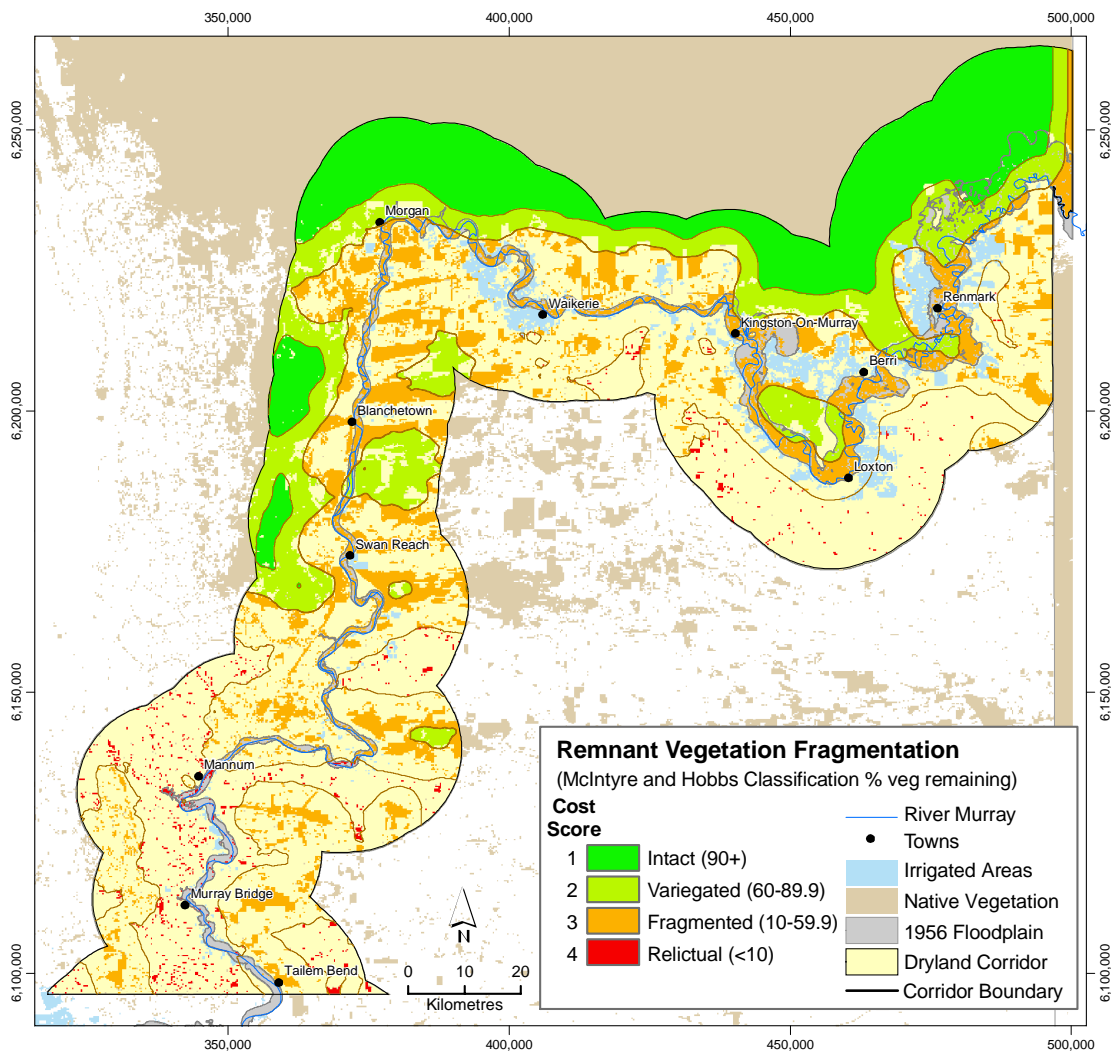 350,000
400,000
450,000
500,000
6,250,000
6,250,000
Morgan
Renmark
Waikerie
Kingston-On-Murray
Berri
6,200,000
6,200,000
Blanchetown
Loxton
Swan Reach
6,150,000
6,150,000
Remnant Vegetation Fragmentation
(McIntyre and Hobbs Classification % veg remaining)
Cost
Score
1 Intact (90+)
2 Variegated (60-89.9)
3 Fragmented (10-59.9)
4 Relictual (<10)
River Murray
Towns
Irrigated Areas
Native Vegetation
1956 Floodplain
Dryland Corridor
Corridor Boundary
Mannum
Murray Bridge
Tailem Bend
N
0 10 20
Kilometres
6,100,000
6,100,000
350,000
400,000
450,000
500,000